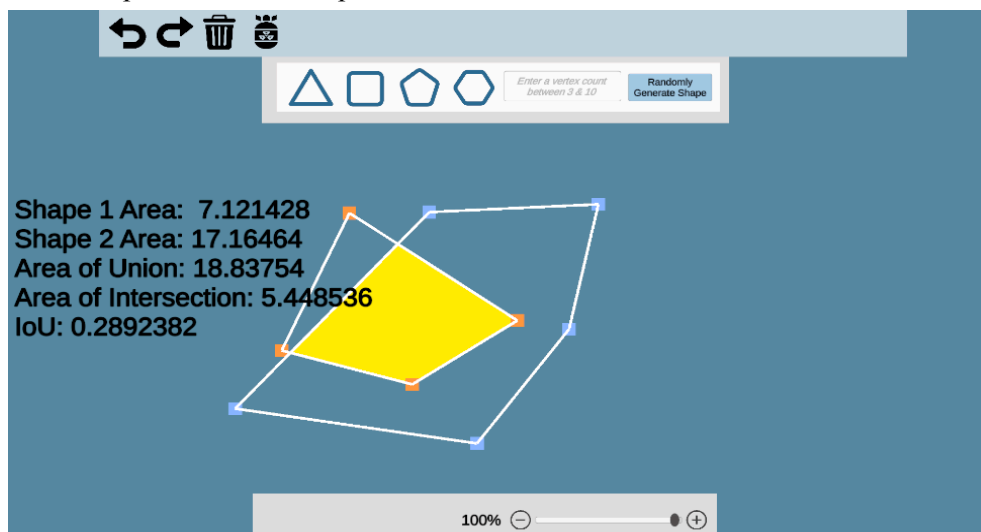 Enter a vertex count
between 3 & 10
Randomly
Generate Shape
Shape 1 Area: 7.121428
Shape 2 Area: 17.16464
Area of Union: 18.83754
Area of Intersection: 5.448536
IoU: 0.2892382
100%